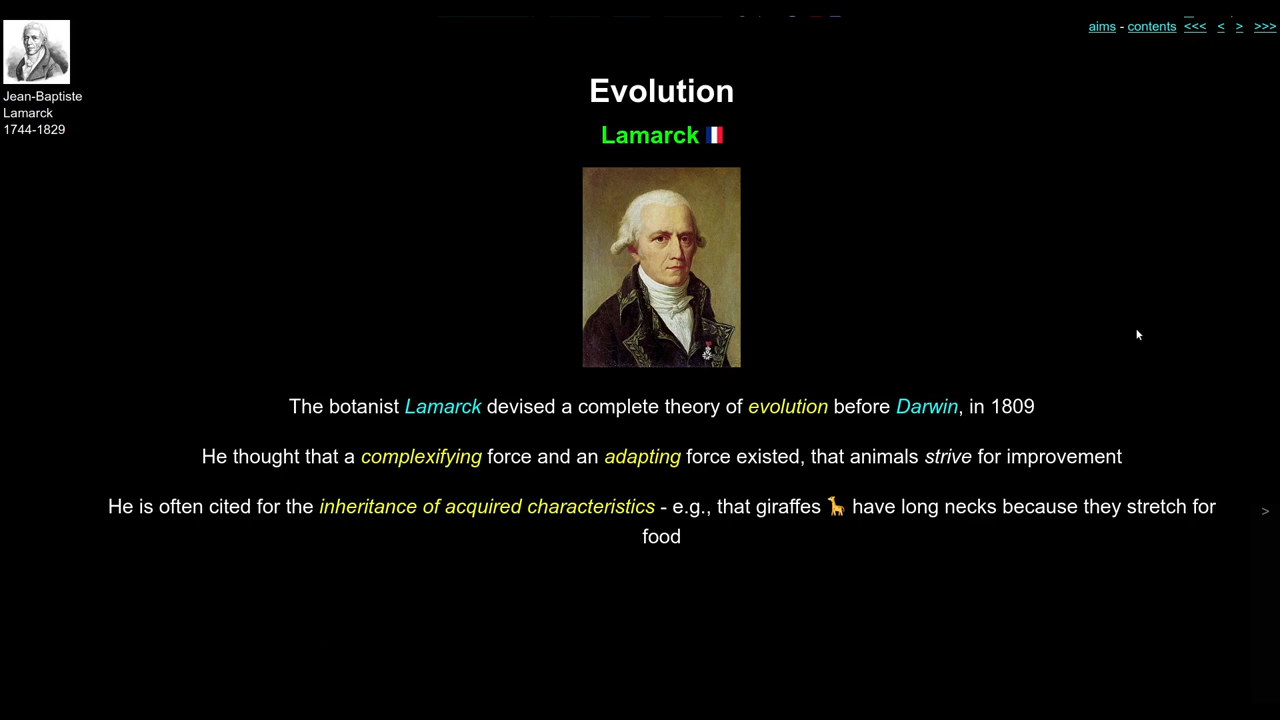 aims - contents <<< < > >>>
Jean-Baptiste
Lamarck
1744-1829
Evolution
Lamarck
The botanist Lamarck devised a complete theory of evolution before Darwin, in 1809
He thought that a complexifying force and an adapting force existed, that animals strive for improvement
He is often cited for the inheritance of acquired characteristics - e.g., that giraffes 🦒 have long necks because they stretch for
food
>